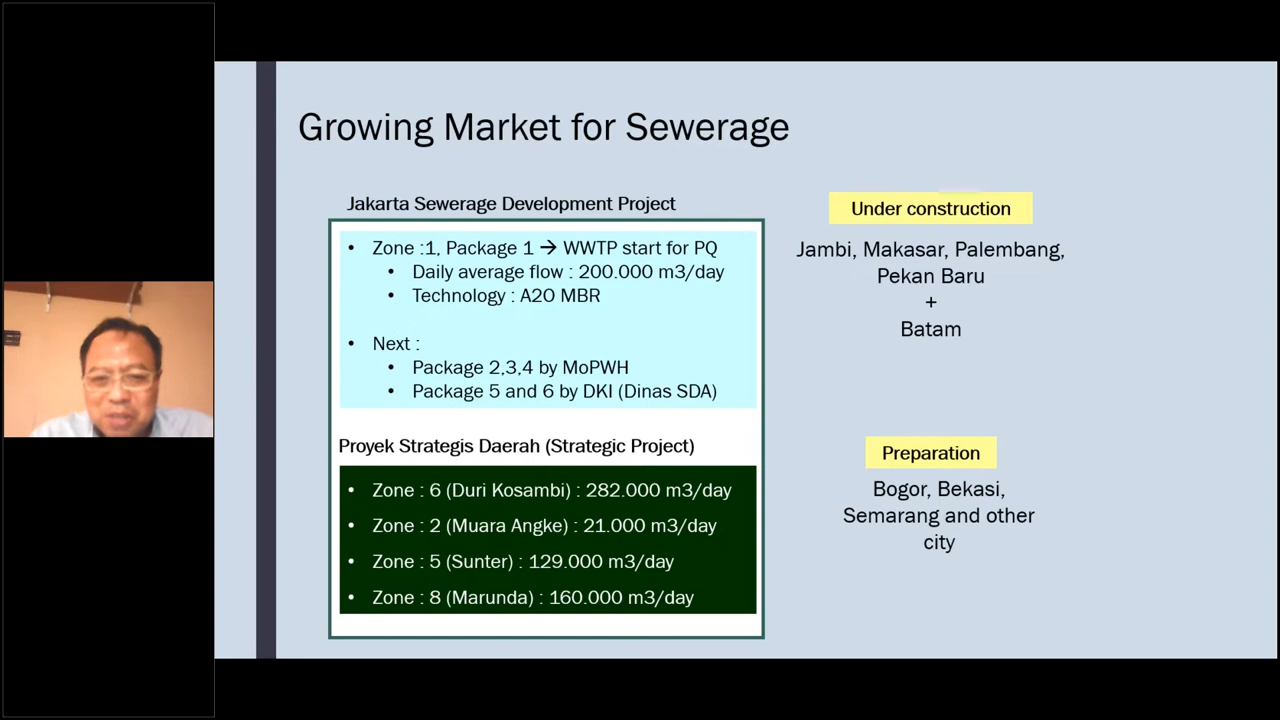 Growing Market for Sewerage
Jakarta Sewerage Development Project
• Zone :1, Package 1 → WWTP start for PQ
• Daily average flow : 200.000 m3/day
• Technology : A2O MBR
• Next :
• Package 2,3,4 by MoPWH
• Package 5 and 6 by DKI (Dinas SDA)
Proyek Strategis Daerah (Strategic Project)
• Zone : 6 (Duri Kosambi) : 282.000 m3/day
• Zone : 2 (Muara Angke) : 21.000 m3/day
• Zone : 5 (Sunter) : 129.000 m3/day
• Zone : 8 (Marunda) : 160.000 m3/day
Under construction
Jambi, Makasar, Palembang,
Pekan Baru
+
Batam
Preparation
Bogor, Bekasi,
Semarang and other
city